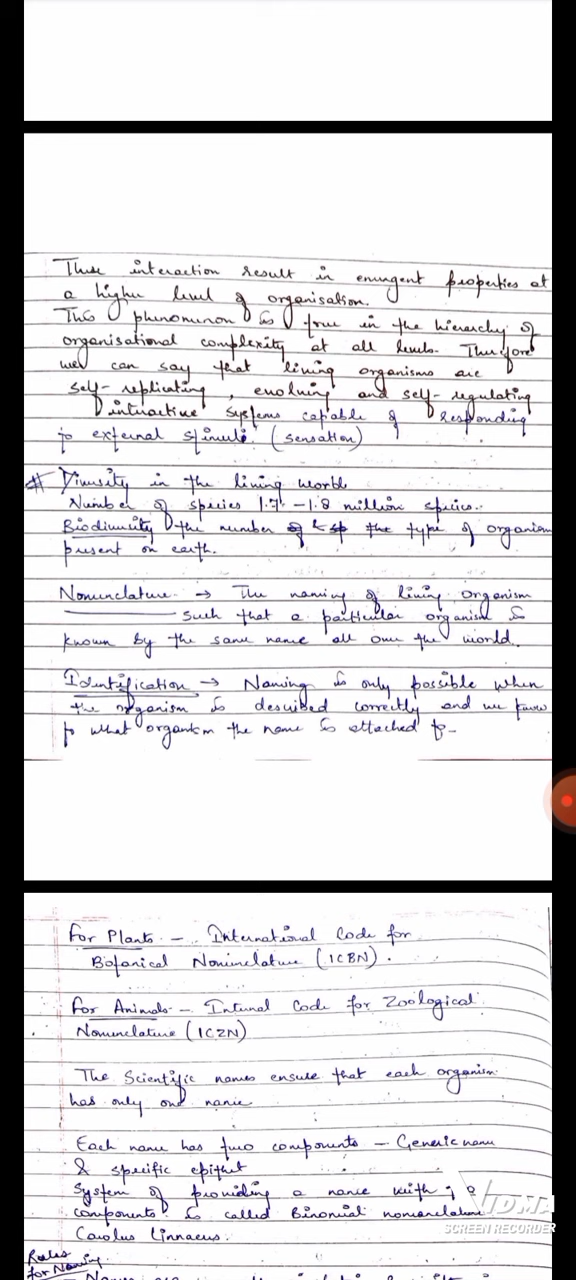 These interaction result in emergent properties at
a higher level of organisation.
This phenomenon is true in the hierarchy of
organisational complexity at all levels. Therefore
we can say that living organisms are
self-replicating, evolving and self-regulating
interactive systems capable of responding
to external stimuli. (sensation)
# Diversity in the living world
Number of species 1.7 - 1.8 million species.
Biodiversity the number & the type of organism
present on earth.
Nomenclature → The naming of living organism
such that a particular organism is
known by the same name all over the world.
Identification → Naming is only possible when
the organism is described correctly and we know
to what organism the name is attached to-
For Plants - International Code for
Botanical Nomenclature (ICBN).
For Animals - Internal Code for Zoological
Nomenclature (ICZN)
The Scientific names ensure that each organism
has only one name
Each name has two components - Generic name
& specific epithet
System of providing a name with 2
components is called Binomial nomenclature
Carolus Linnaeus.
Rules
for Naming
VIDMA
SCREEN RECORDER